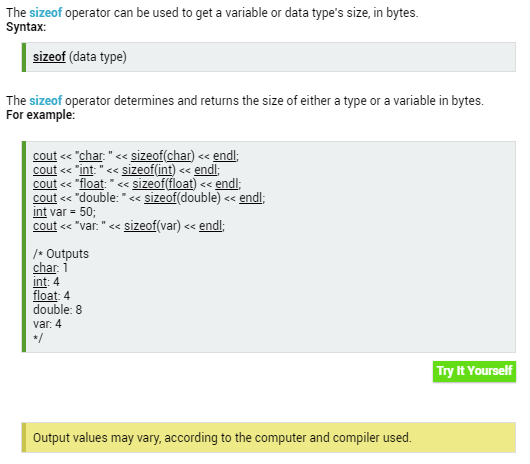 The sizeof operator can be used to get a variable or data type's size, in bytes.
Syntax:
sizeof (data type)
The sizeof operator determines and returns the size of either a type or a variable in bytes.
For example:
cout << "char: " << sizeof(char) << endl;
cout << "int: " << sizeof(int) << endl;
cout << "float: " << sizeof(float) << endl;
cout << "double: " << sizeof(double) << endl;
int var = 50;
cout << "var: " << sizeof(var) << endl;
/* Outputs
char: 1
int: 4
float: 4
double: 8
var: 4
*/
Try It Yourself
Output values may vary, according to the computer and compiler used.